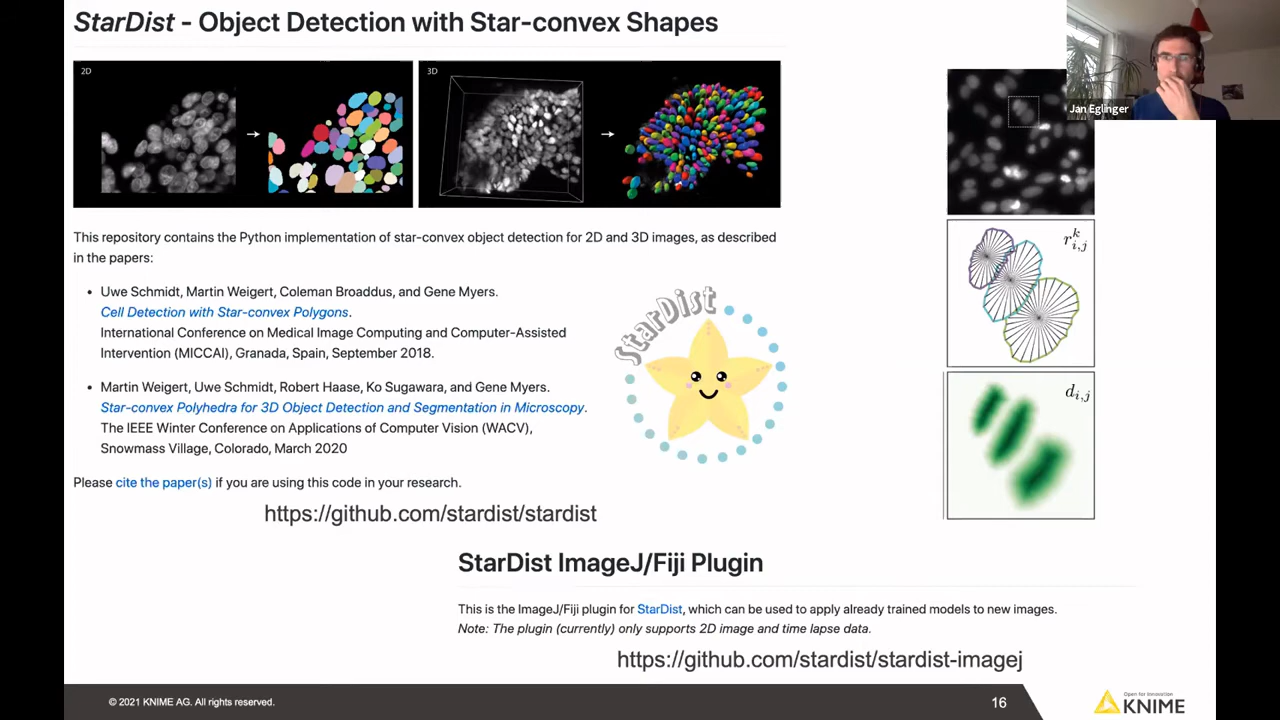 StarDist - Object Detection with Star-convex Shapes
2D
3D
Jan Eglinger
This repository contains the Python implementation of star-convex object detection for 2D and 3D images, as described
in the papers:
• Uwe Schmidt, Martin Weigert, Coleman Broaddus, and Gene Myers.
Cell Detection with Star-convex Polygons.
International Conference on Medical Image Computing and Computer-Assisted
Intervention (MICCAI), Granada, Spain, September 2018.
• Martin Weigert, Uwe Schmidt, Robert Haase, Ko Sugawara, and Gene Myers.
Star-convex Polyhedra for 3D Object Detection and Segmentation in Microscopy.
The IEEE Winter Conference on Applications of Computer Vision (WACV),
Snowmass Village, Colorado, March 2020
Please cite the paper(s) if you are using this code in your research.
https://github.com/stardist/stardist
StarDist
r^k_{i,j}
d_{i,j}
StarDist ImageJ/Fiji Plugin
This is the ImageJ/Fiji plugin for StarDist, which can be used to apply already trained models to new images.
Note: The plugin (currently) only supports 2D image and time lapse data.
https://github.com/stardist/stardist-imagej
© 2021 KNIME AG. All rights reserved.
16
Open for Innovation
KNIME